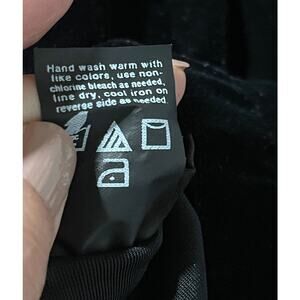 Hand wash warm with
like colors, use non-
chlorine bleach as needed,
line dry, cool iron on
reverse side as needed.